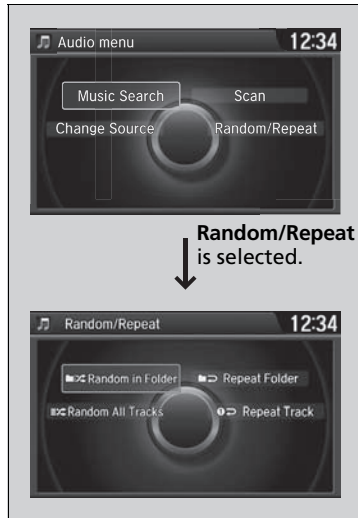 Audio menu 12:34
Music Search Scan
Change Source Random/Repeat
Random/Repeat
is selected.
Random/Repeat 12:34
Random in Folder Repeat Folder
Random All Tracks Repeat Track